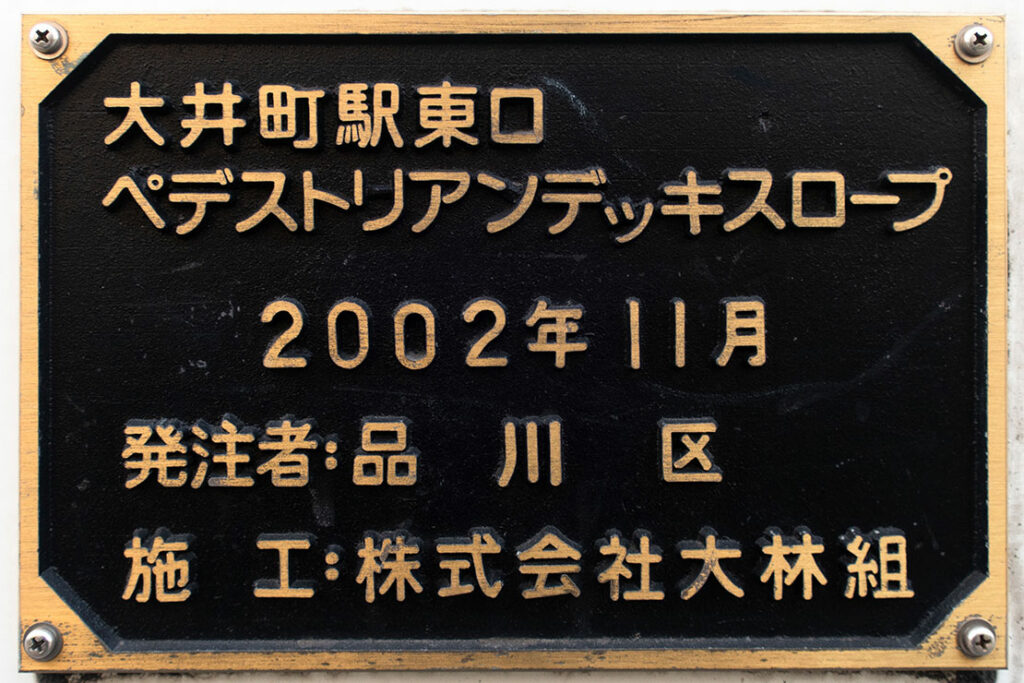 大井町駅東口
ペデストリアンデッキスロープ
2002年11月
発注者:品川区
施工:株式会社大林組